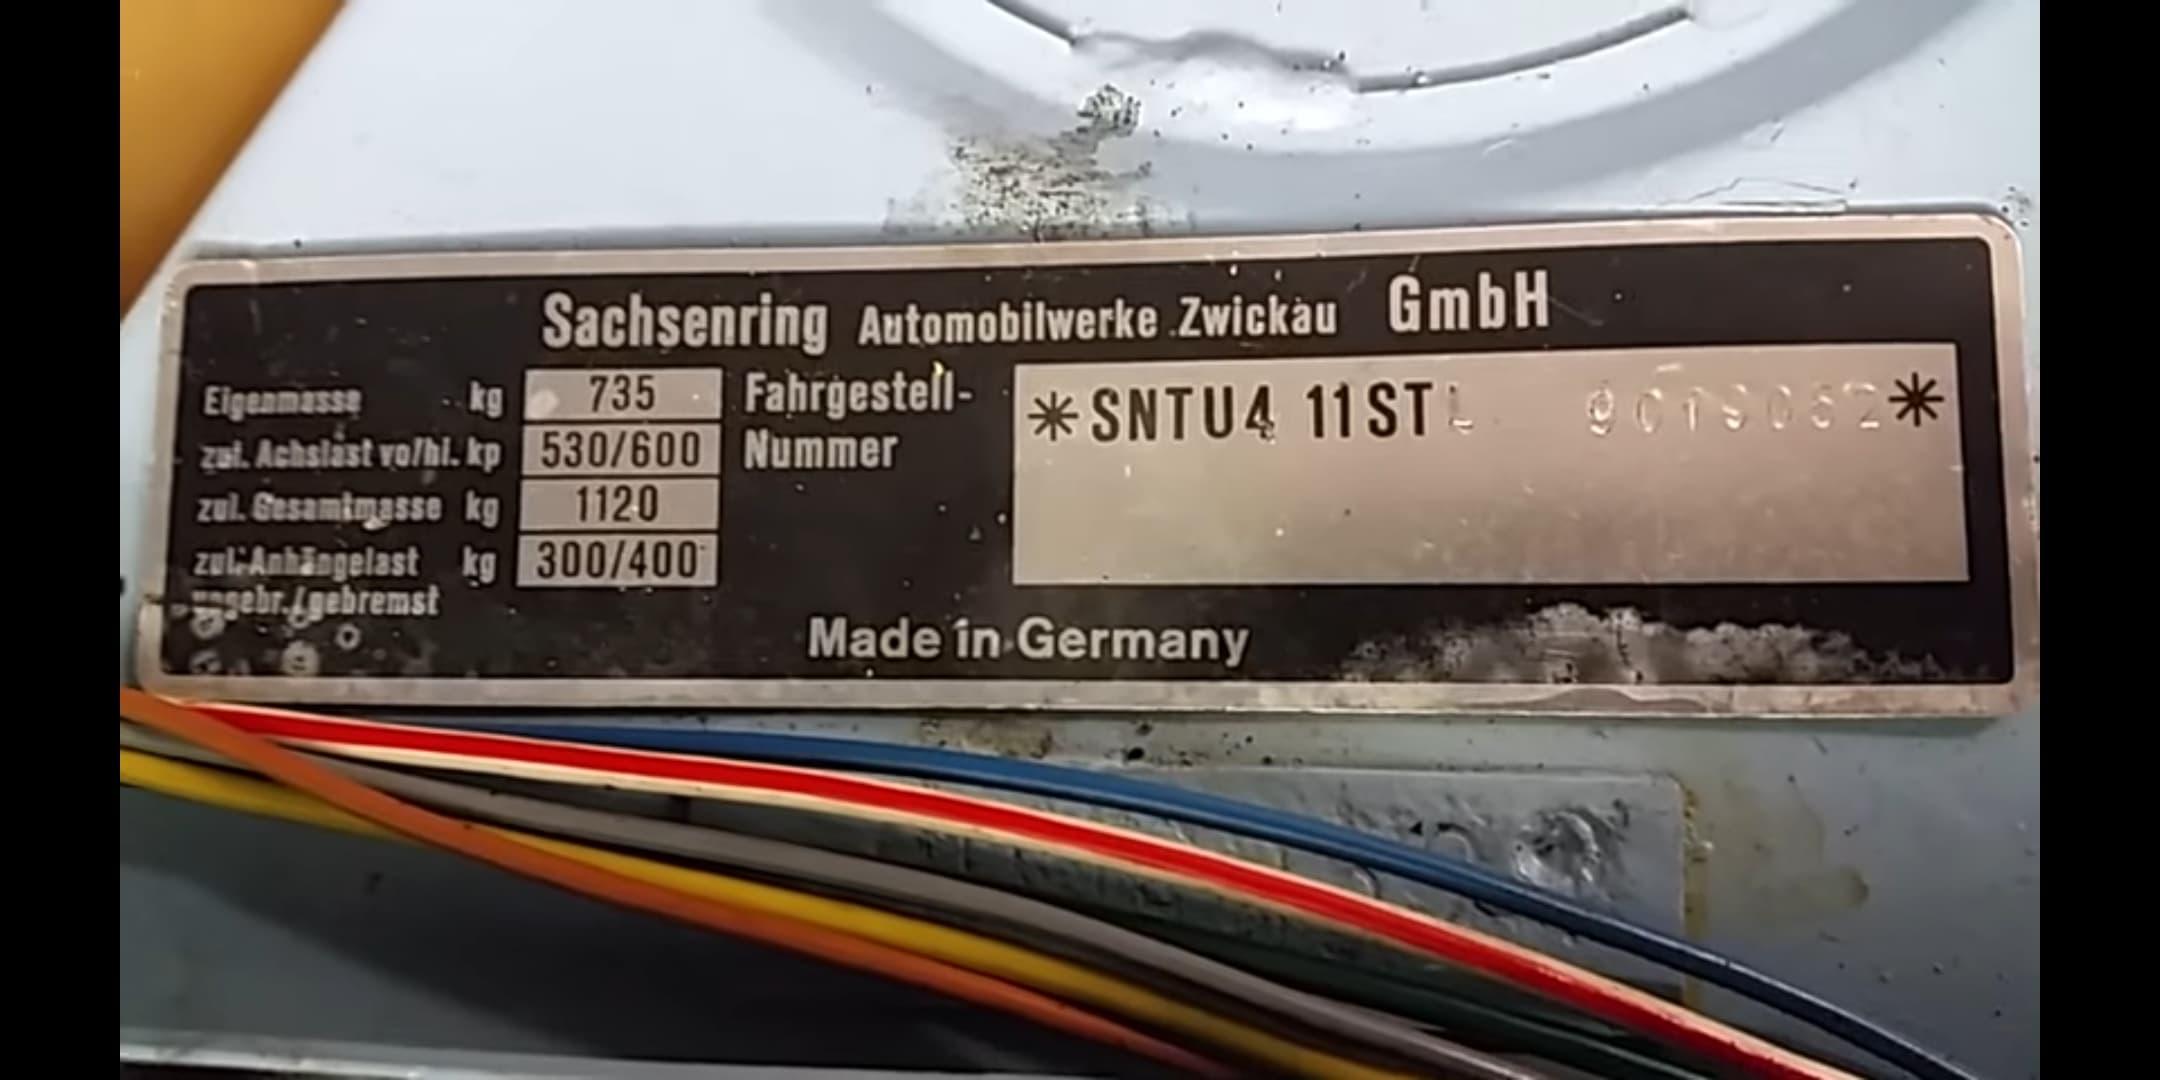 Sachsenring Automobilwerke Zwickau GmbH
Eigenmasse kg 735
zul. Achslast vo/hi. kp 530/600
zul. Gesamtmasse kg 1120
zul. Anhängelast kg 300/400
ungebr./gebremst
Fahrgestell-
Nummer
*SNTU4 11STL *
Made in Germany